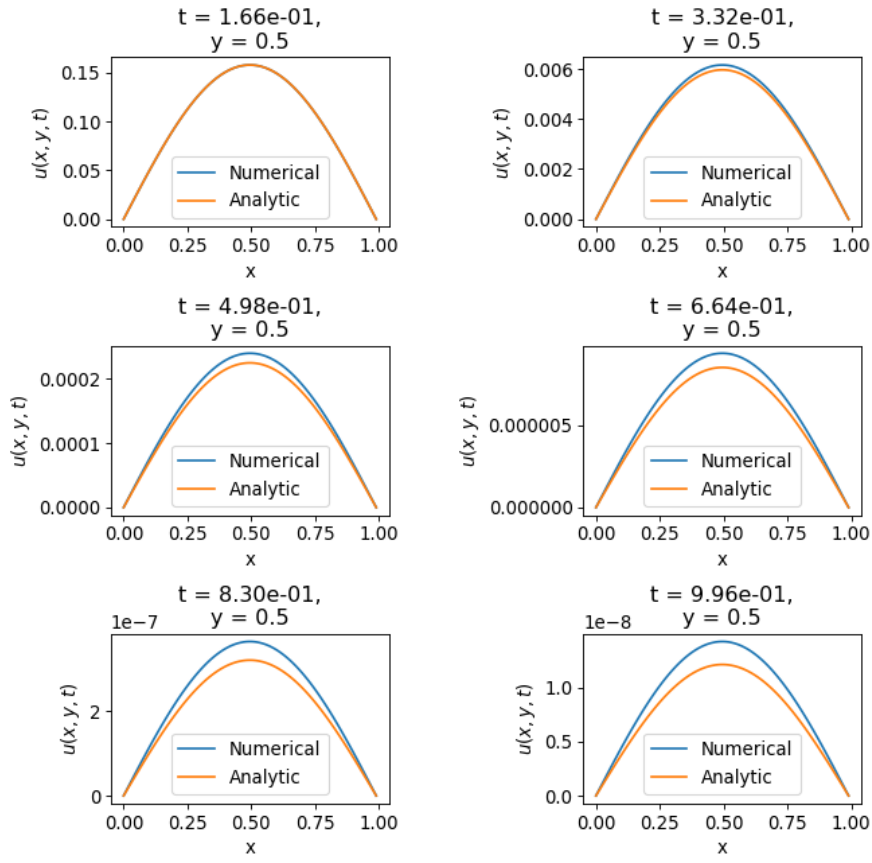 t = 1.66e-01,
y = 0.5
0.15
0.10
0.05
0.00
u(x, y, t)
Numerical
Analytic
0.00 0.25 0.50 0.75 1.00
x
t = 3.32e-01,
y = 0.5
0.006
0.004
0.002
0.000
u(x, y, t)
Numerical
Analytic
0.00 0.25 0.50 0.75 1.00
x
t = 4.98e-01,
y = 0.5
0.0002
0.0001
0.0000
u(x, y, t)
Numerical
Analytic
0.00 0.25 0.50 0.75 1.00
x
t = 6.64e-01,
y = 0.5
0.000005
0.000000
u(x, y, t)
Numerical
Analytic
0.00 0.25 0.50 0.75 1.00
x
t = 8.30e-01,
y = 0.5
1e-7
2
0
u(x, y, t)
Numerical
Analytic
0.00 0.25 0.50 0.75 1.00
x
t = 9.96e-01,
y = 0.5
1e-8
1.0
0.5
0
u(x, y, t)
Numerical
Analytic
0.00 0.25 0.50 0.75 1.00
x